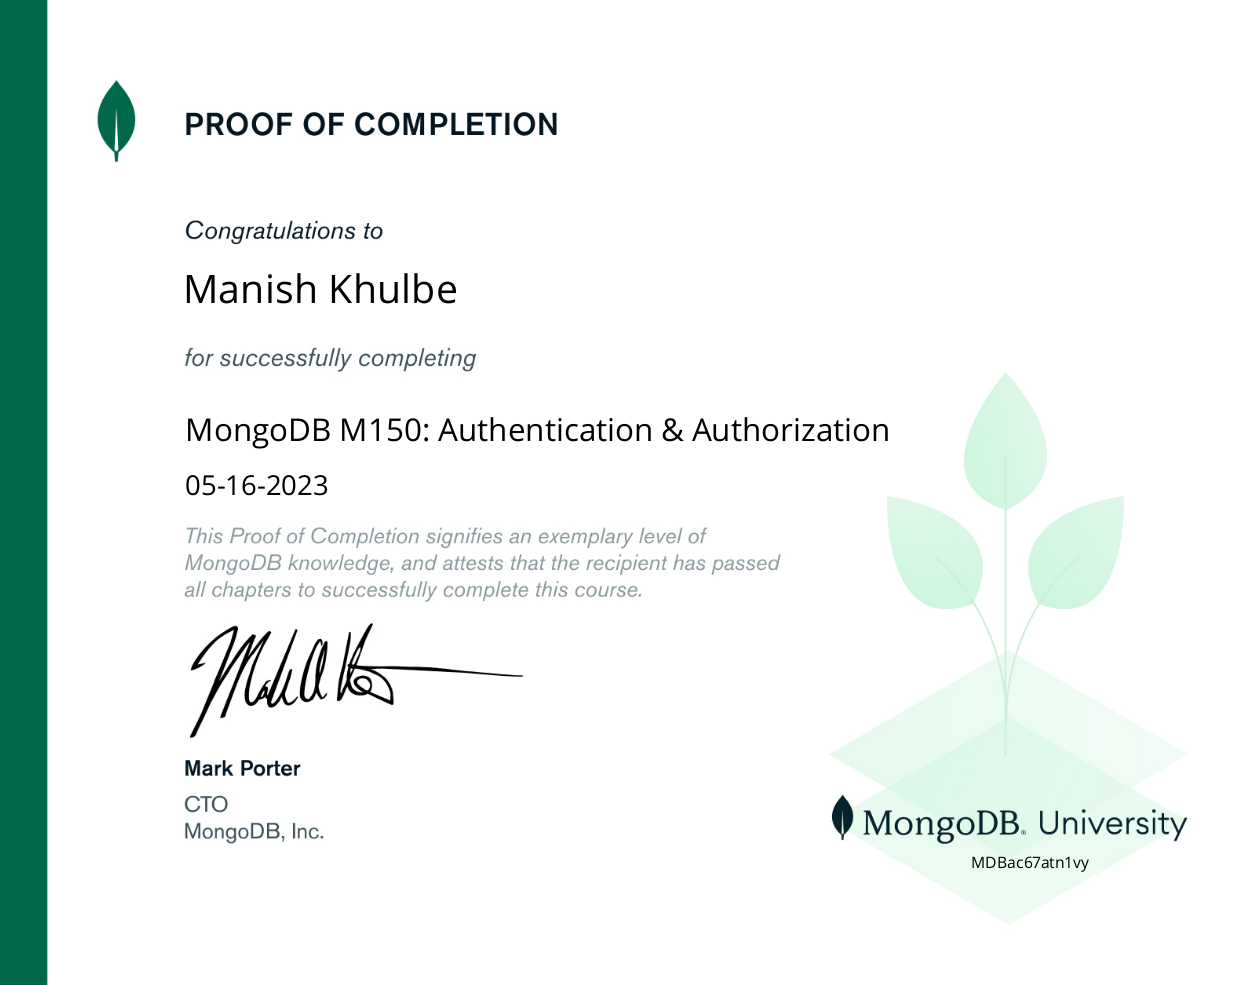 PROOF OF COMPLETION
Congratulations to
Manish Khulbe
for successfully completing
MongoDB M150: Authentication & Authorization
05-16-2023
This Proof of Completion signifies an exemplary level of
MongoDB knowledge, and attests that the recipient has passed
all chapters to successfully complete this course.
Mark Porter
CTO
MongoDB, Inc.
MongoDB® University
MDBac67atn1vy